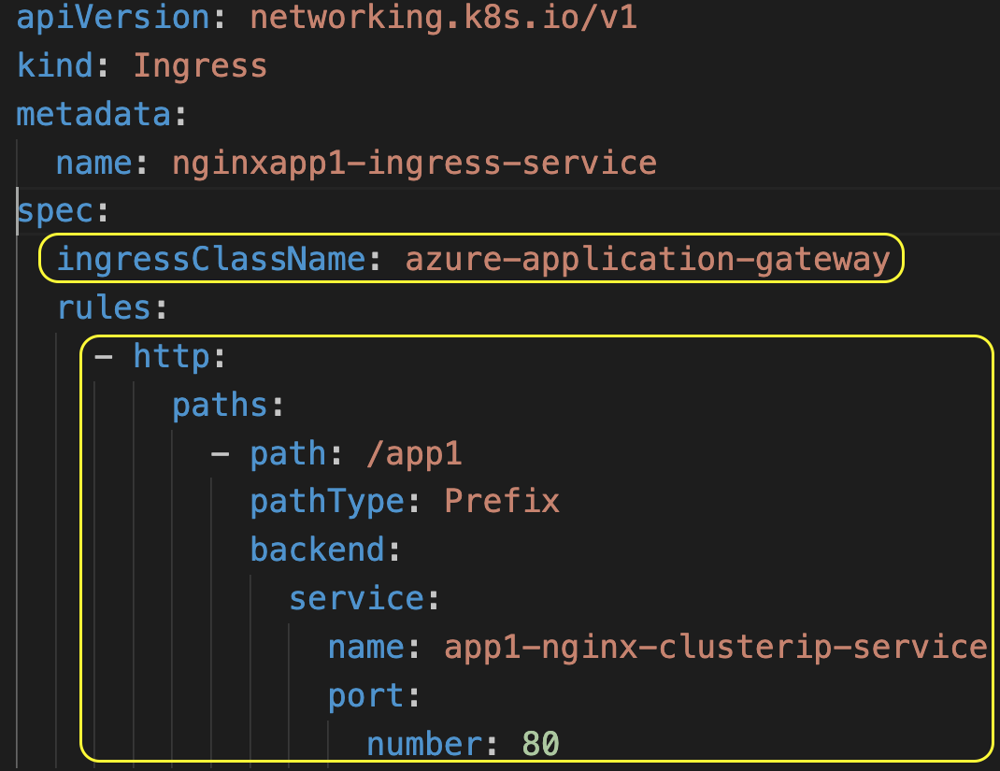 apiVersion: networking.k8s.io/v1
kind: Ingress
metadata:
  name: nginxapp1-ingress-service
spec:
  ingressClassName: azure-application-gateway
  rules:
    - http:
        paths:
          - path: /app1
            pathType: Prefix
            backend:
              service:
                name: app1-nginx-clusterip-service
                port:
                  number: 80